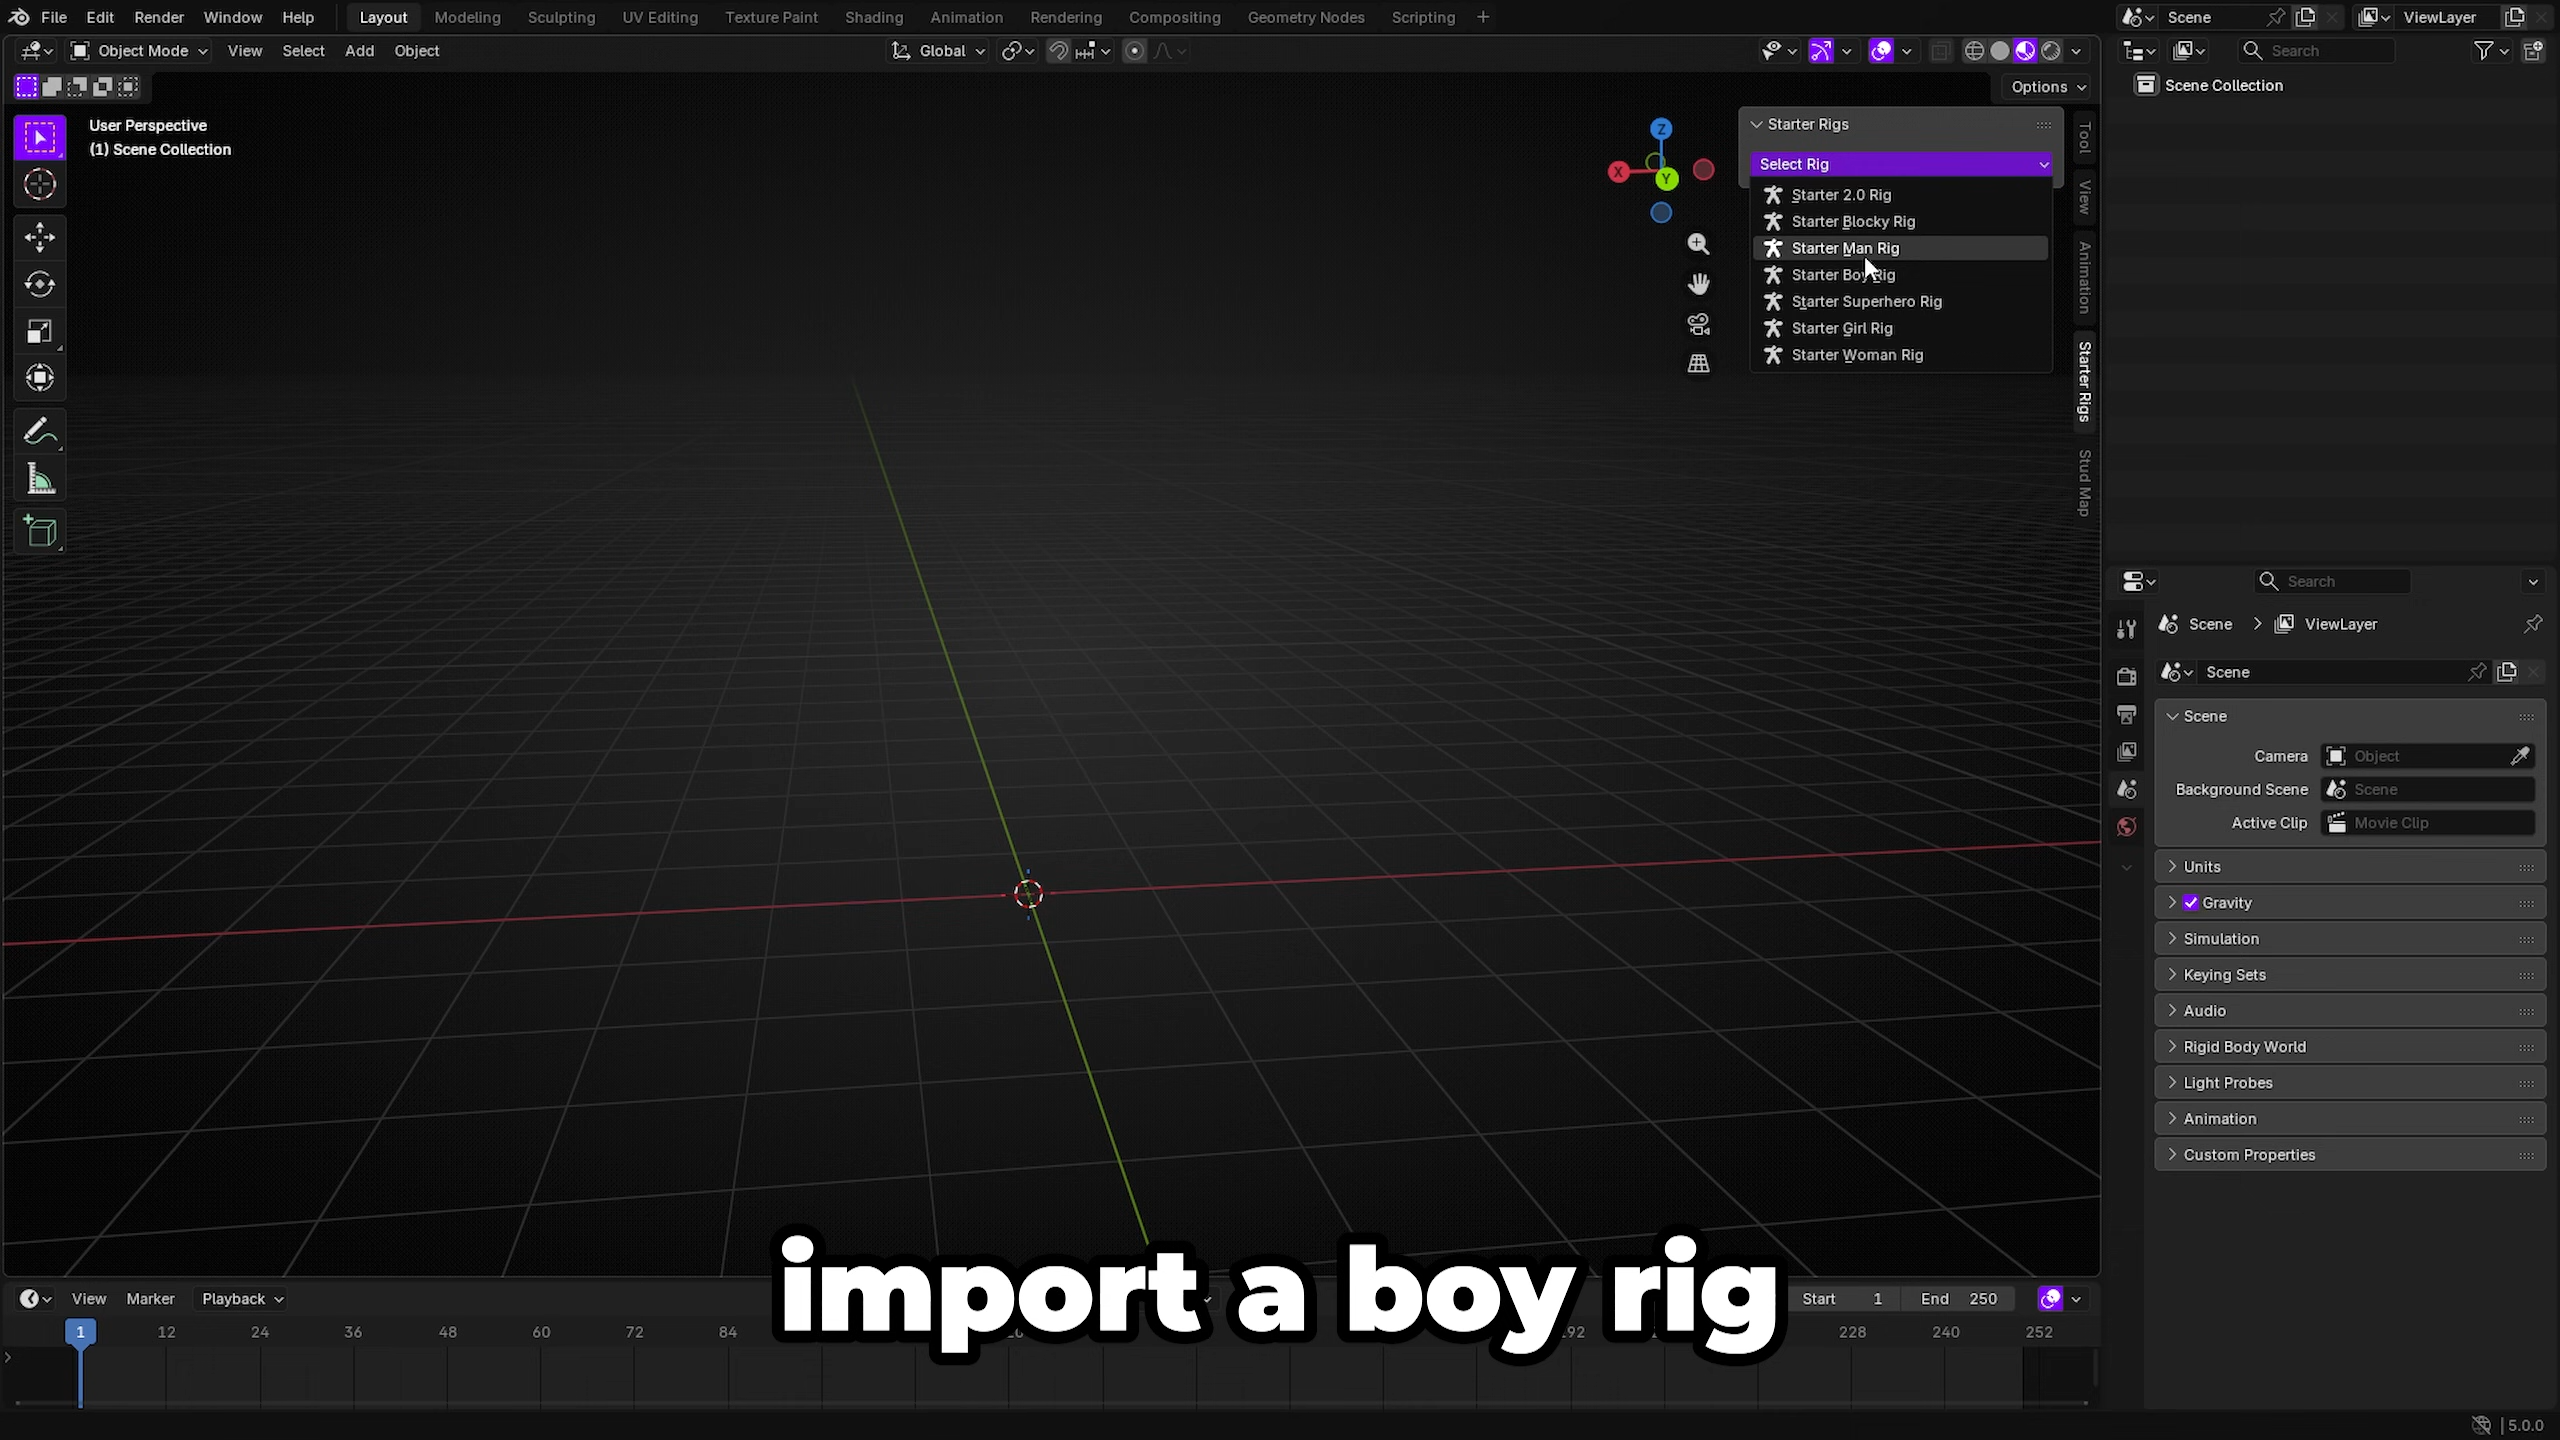 File Edit Render Window Help Layout Modeling Sculpting UV Editing Texture Paint Shading Animation Rendering Compositing Geometry Nodes Scripting + Scene ViewLayer
Object Mode View Select Add Object Global Search
Options
Scene Collection
User Perspective
(1) Scene Collection
Z
X
Y
Starter Rigs
Select Rig
Starter 2.0 Rig
Starter Blocky Rig
Starter Man Rig
Starter Boy Rig
Starter Superhero Rig
Starter Girl Rig
Starter Woman Rig
Tool
View
Animation
Starter Rigs
Stud Map
Search
Scene > ViewLayer
Scene
Scene
Camera Object
Background Scene Scene
Active Clip Movie Clip
Units
Gravity
Simulation
Keying Sets
Audio
Rigid Body World
Light Probes
Animation
Custom Properties
import a boy rig
View Marker Playback Start 1 End 250
1 12 24 36 48 60 72 84 228 240 252
5.0.0